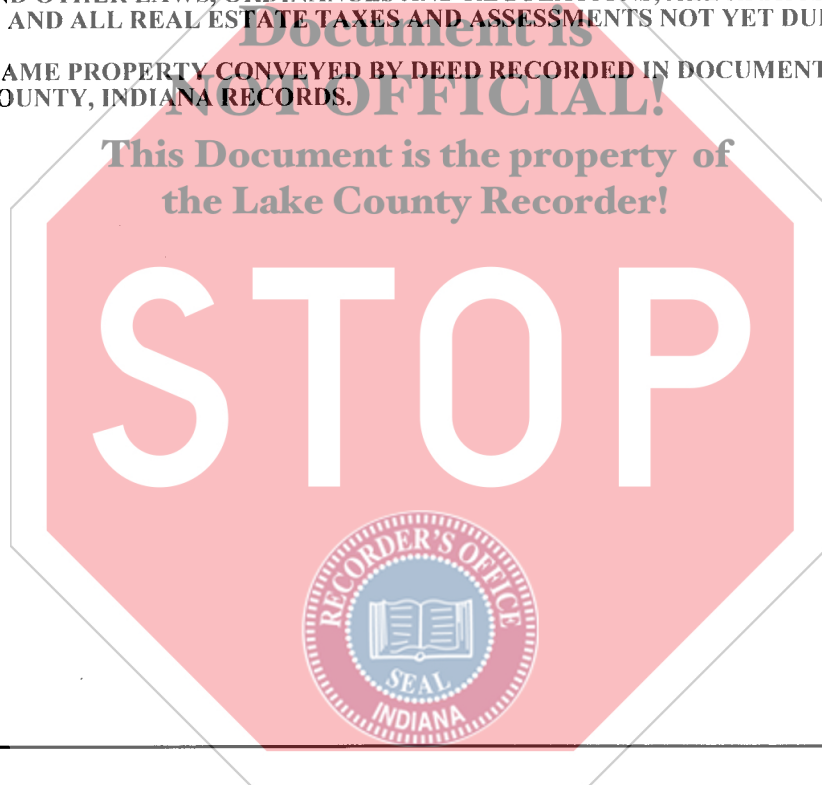 AND ALL REAL ESTATE TAXES AND ASSESSMENTS NOT YET DU
Document is
AME PROPERTY CONVEYED BY DEED RECORDED IN DOCUMENT
OUNTY, INDIANA RECORDS.
NOT OFFICIAL!
This Document is the property of
the Lake County Recorder!
STOP
RECORDER'S OFFICE
SEAL
INDIANA